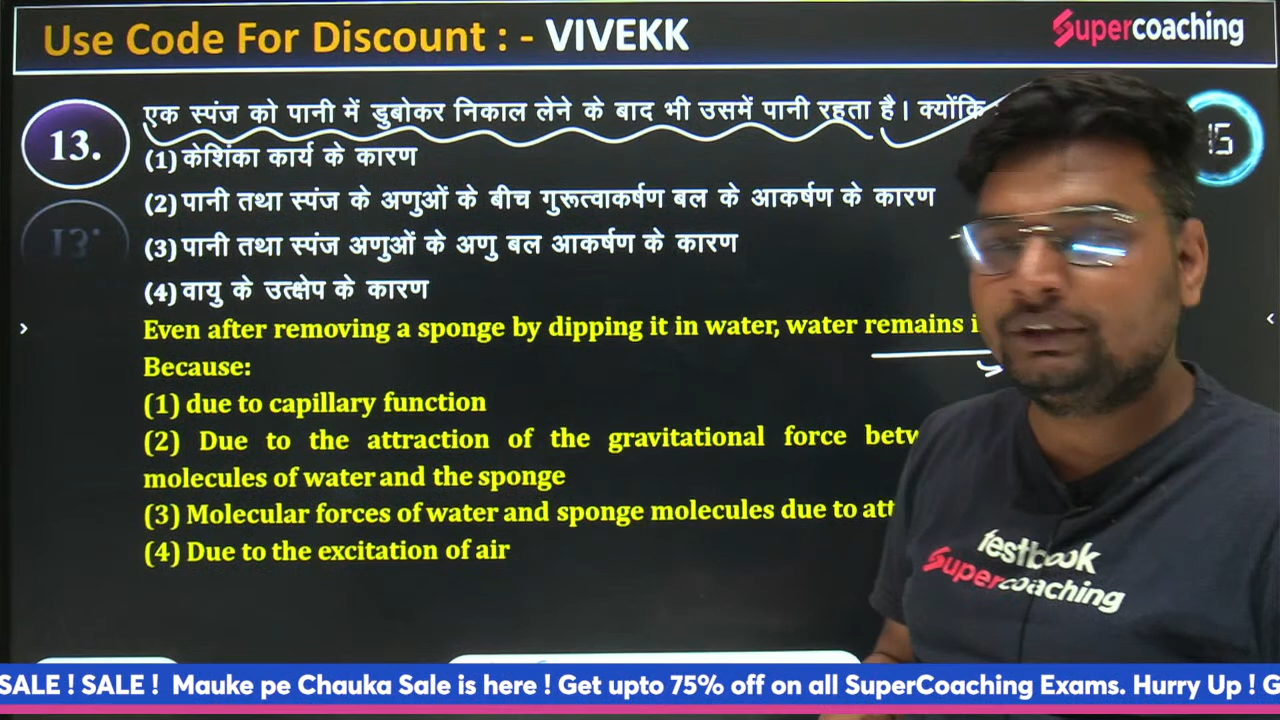 Use Code For Discount : - VIVEKK
Supercoaching
13.
एक स्पंज को पानी में डुबोकर निकाल लेने के बाद भी उसमें पानी रहता है। क्योंकि
15
(1) केशिंका कार्य के कारण
(2) पानी तथा स्पंज के अणुओं के बीच गुरूत्वाकर्षण बल के आकर्षण के कारण
(3) पानी तथा स्पंज अणुओं के अणु बल आकर्षण के कारण
(4) वायु के उत्क्षेप के कारण
Even after removing a sponge by dipping it in water, water remains
Because:
(1) due to capillary function
(2) Due to the attraction of the gravitational force
molecules of water and the sponge
(3) Molecular forces of water and sponge molecules due to
(4) Due to the excitation of air
testbook
Supercoaching
SALE ! SALE ! Mauke pe Chauka Sale is here ! Get upto 75% off on all SuperCoaching Exams. Hurry Up !